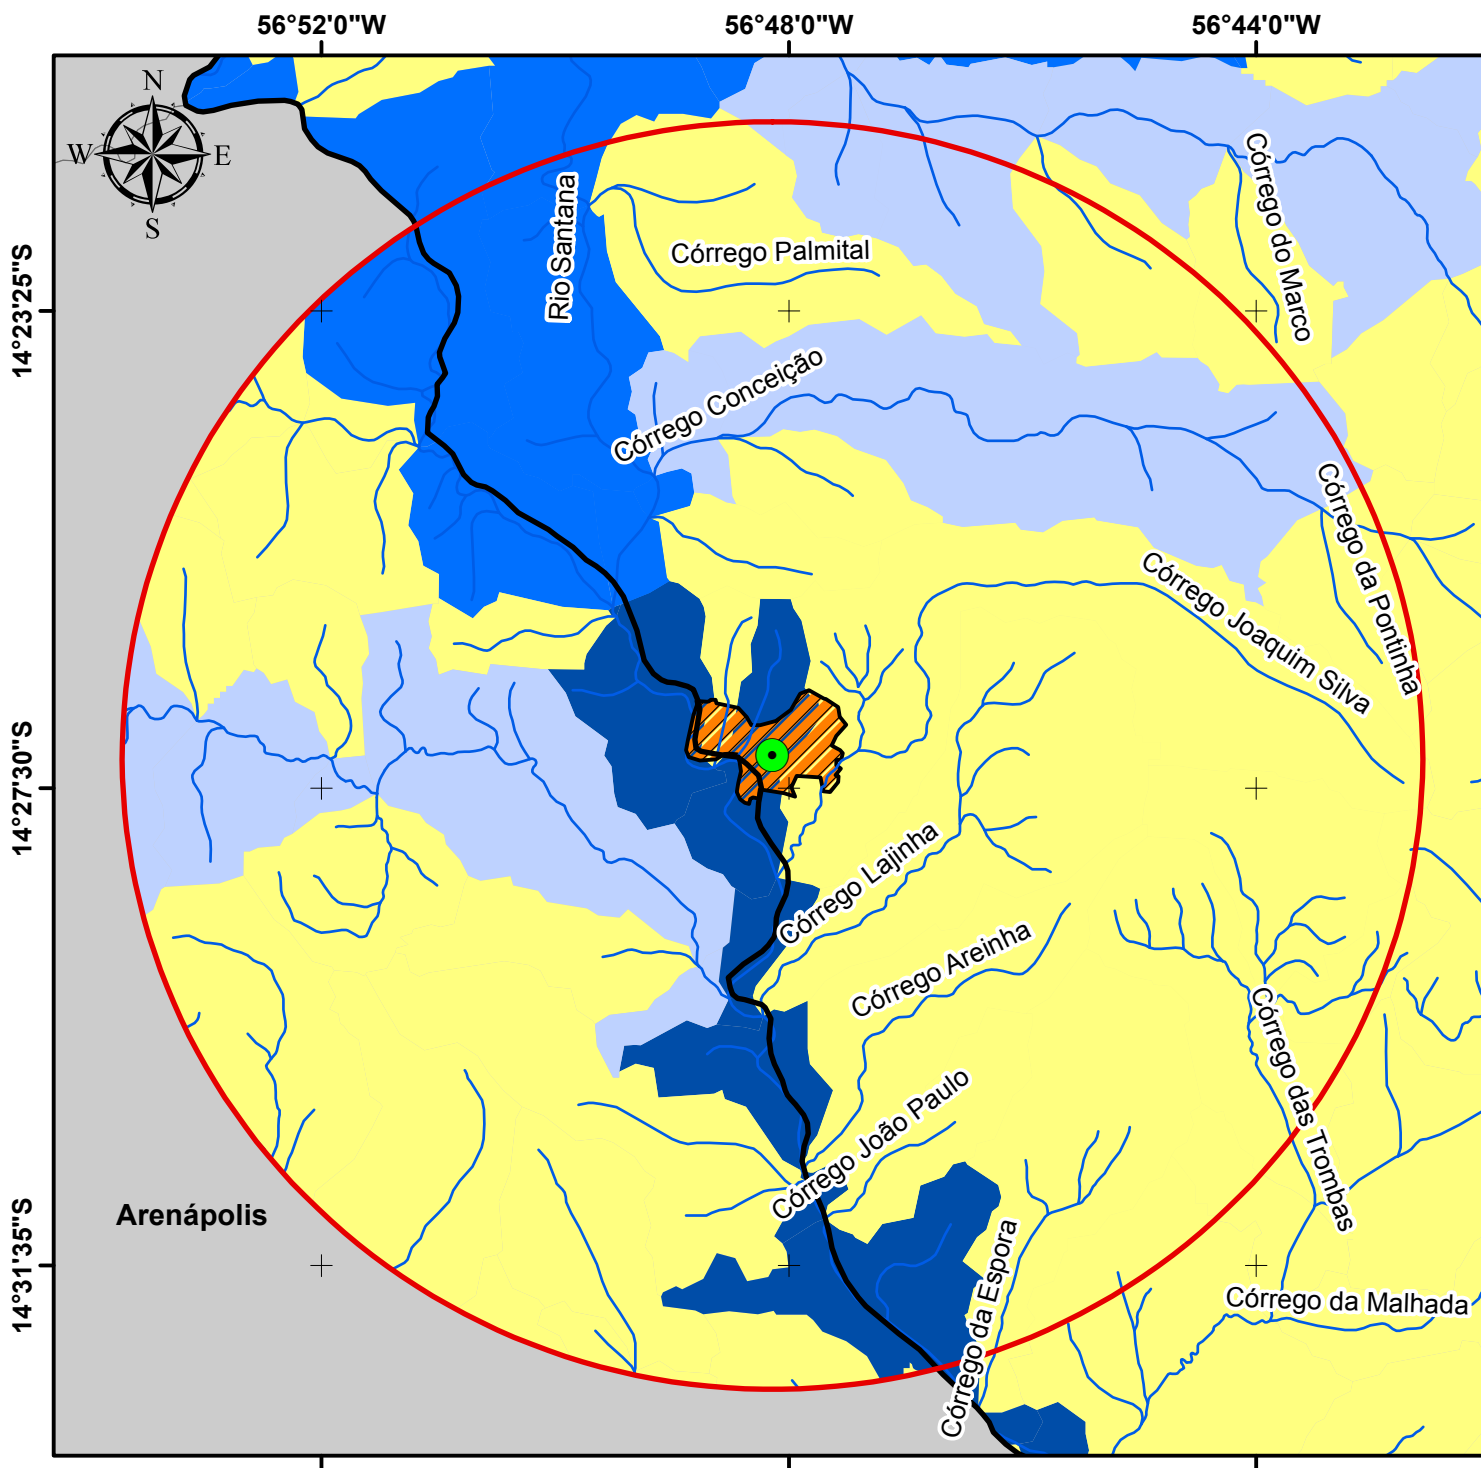 56°52'0"W
56°48'0"W
56°44'0"W
N
W
E
S
14°23'25"S
14°27'30"S
14°31'35"S
Rio Santana
Córrego Palmital
Córrego do Marco
Córrego Conceição
Córrego da Pontinha
Córrego Joaquim Silva
Córrego Lajinha
Córrego Areinha
Córrego das Trombas
Córrego João Paulo
Arenápolis
Córrego da Espora
Córrego da Malhada